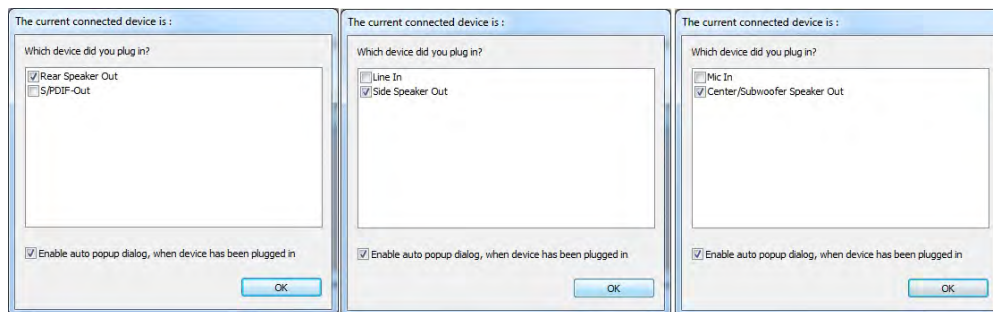 The current connected device is :
Which device did you plug in?
Rear Speaker Out
S/PDIF-Out
Enable auto popup dialog, when device has been plugged in
OK
The current connected device is :
Which device did you plug in?
Line In
Side Speaker Out
Enable auto popup dialog, when device has been plugged in
OK
The current connected device is :
Which device did you plug in?
Mic In
Center/Subwoofer Speaker Out
Enable auto popup dialog, when device has been plugged in
OK